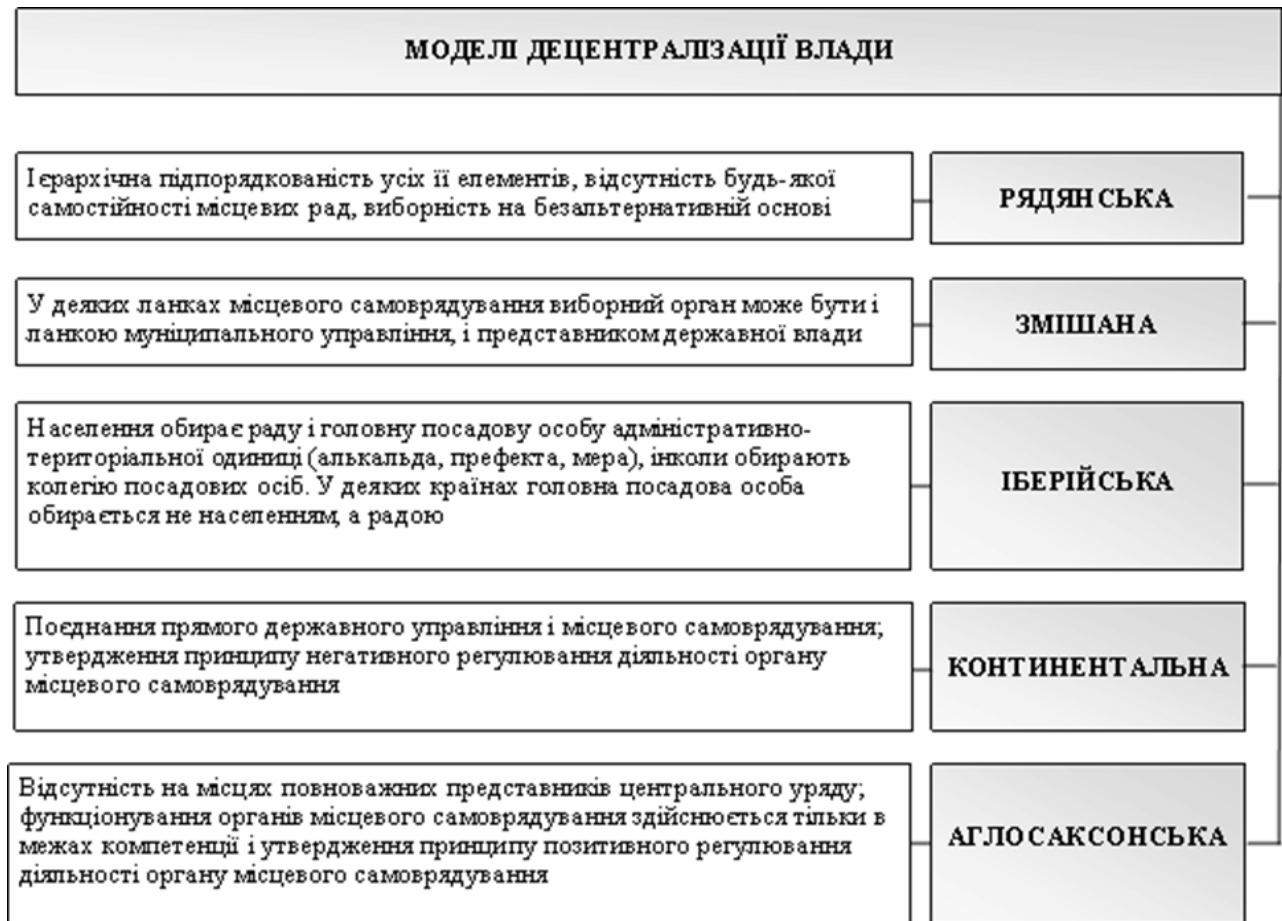 МОДЕЛІ ДЕЦЕНТРАЛІЗАЦІЇ ВЛАДИ
Ієрархічна підпорядкованість усіх її елементів, відсутність будь-якої
самостійності місцевих рад, виборність на безальтернативній основі
РЯДЯНСЬКА
У деяких ланках місцевого самоврядування виборний орган може бути і
ланкою муніципального управління, і представником державної влади
ЗМІШАНА
Населення обирає раду і головну посадову особу адміністративно-
територіальної одиниці (алькальда, префекта, мера), інколи обирають
колегію посадових осіб. У деяких країнах головна посадова особа
обирається не населенням, а радою
ІБЕРІЙСЬКА
Поєднання прямого державного управління і місцевого самоврядування;
утвердження принципу негативного регулювання діяльності органу
місцевого самоврядування
КОНТИНЕНТАЛЬНА
Відсутність на місцях повноважних представників центрального уряду;
функціонування органів місцевого самоврядування здійснюється тільки в
межах компетенції і утвердження принципу позитивного регулювання
діяльності органу місцевого самоврядування
АГЛОСАКСОНСЬКА